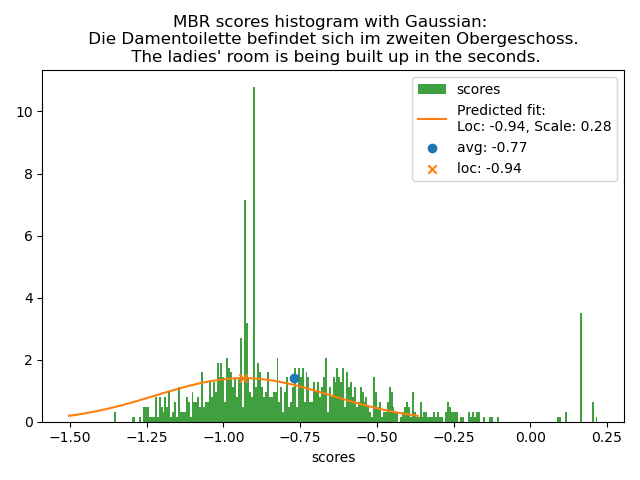 MBR scores histogram with Gaussian:
Die Damentoilette befindet sich im zweiten Obergeschoss.
The ladies' room is being built up in the seconds.
scores
Predicted fit:
Loc: -0.94, Scale: 0.28
avg: -0.77
loc: -0.94
10
8
6
4
2
0
−1.50 −1.25 −1.00 −0.75 −0.50 −0.25 0.00 0.25
scores